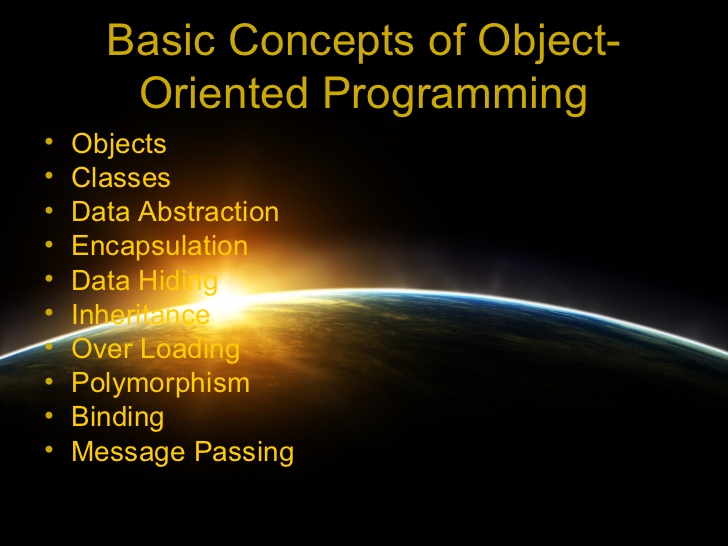 Basic Concepts of Object-
Oriented Programming
• Objects
• Classes
• Data Abstraction
• Encapsulation
• Data Hiding
• Inheritance
• Over Loading
• Polymorphism
• Binding
• Message Passing